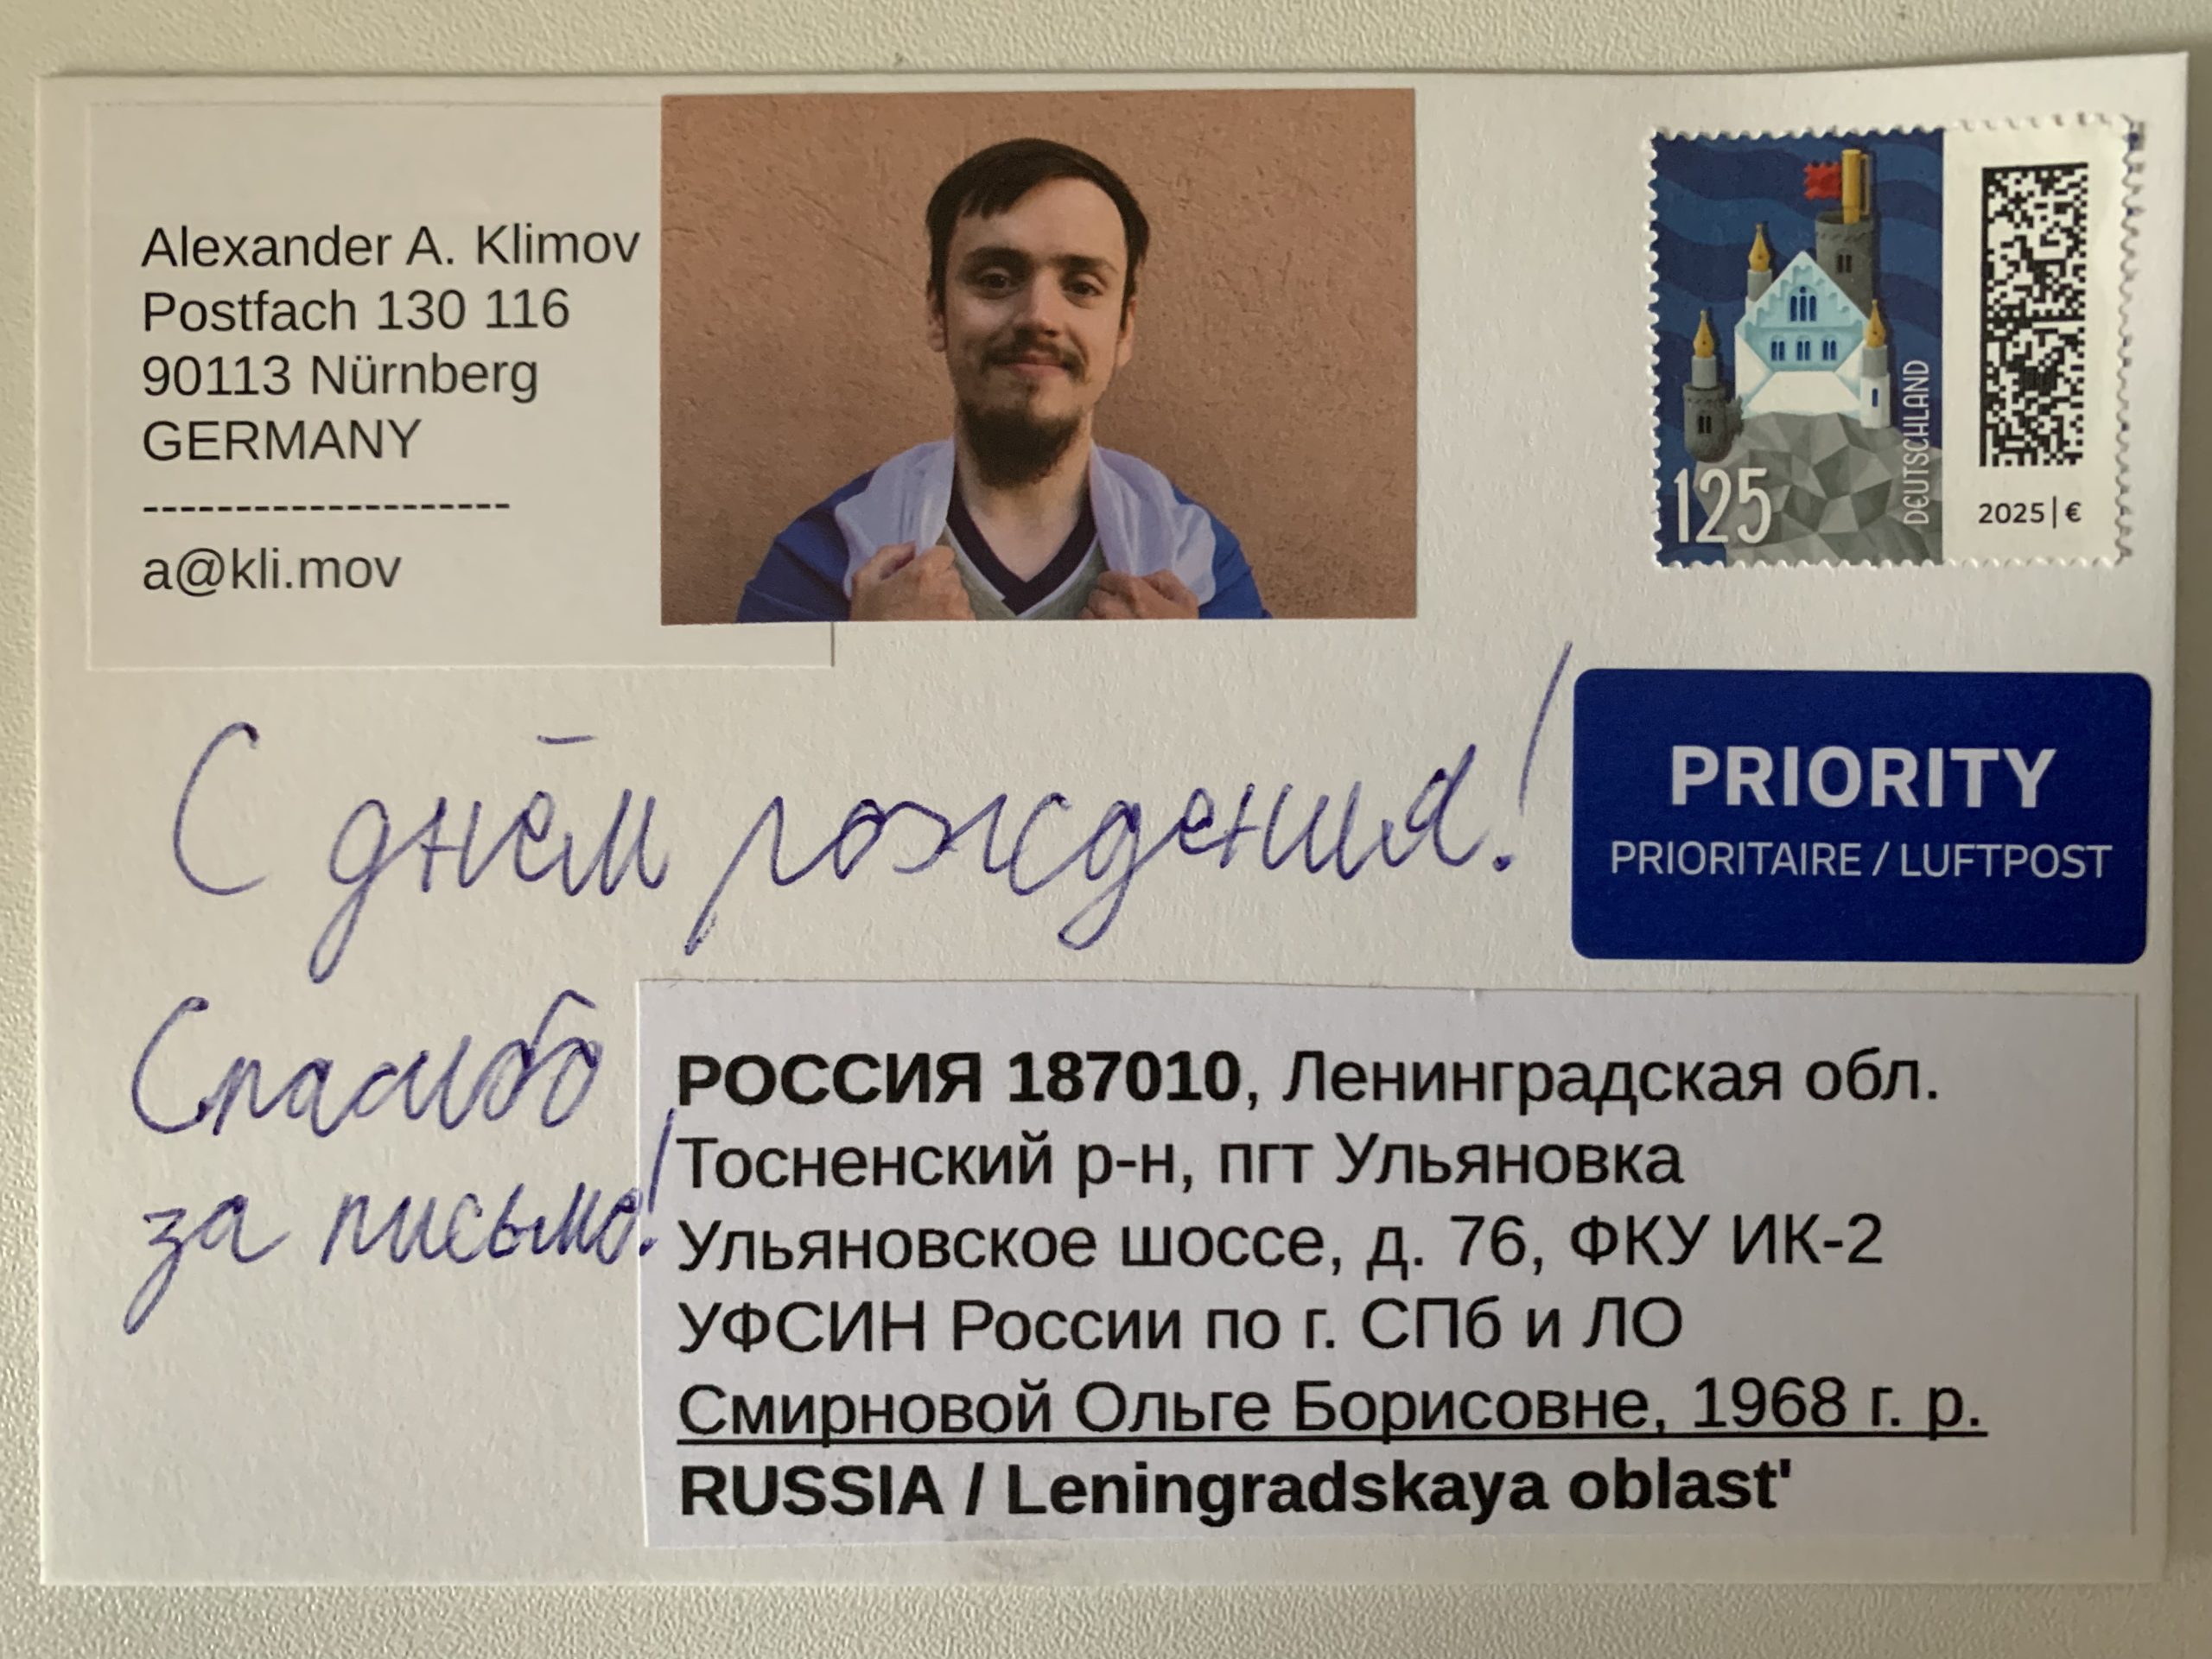 Alexander A. Klimov
Postfach 130 116
90113 Nürnberg
GERMANY
--------------------
a@kli.mov
125
DEUTSCHLAND
2025 | €
PRIORITY
PRIORITAIRE / LUFTPOST
С днём рождения!
Спасибо
за письмо!
РОССИЯ 187010, Ленинградская обл.
Тосненский р-н, пгт Ульяновка
Ульяновское шоссе, д. 76, ФКУ ИК-2
УФСИН России по г. СПб и ЛО
Смирновой Ольге Борисовне, 1968 г. р.
RUSSIA / Leningradskaya oblast'